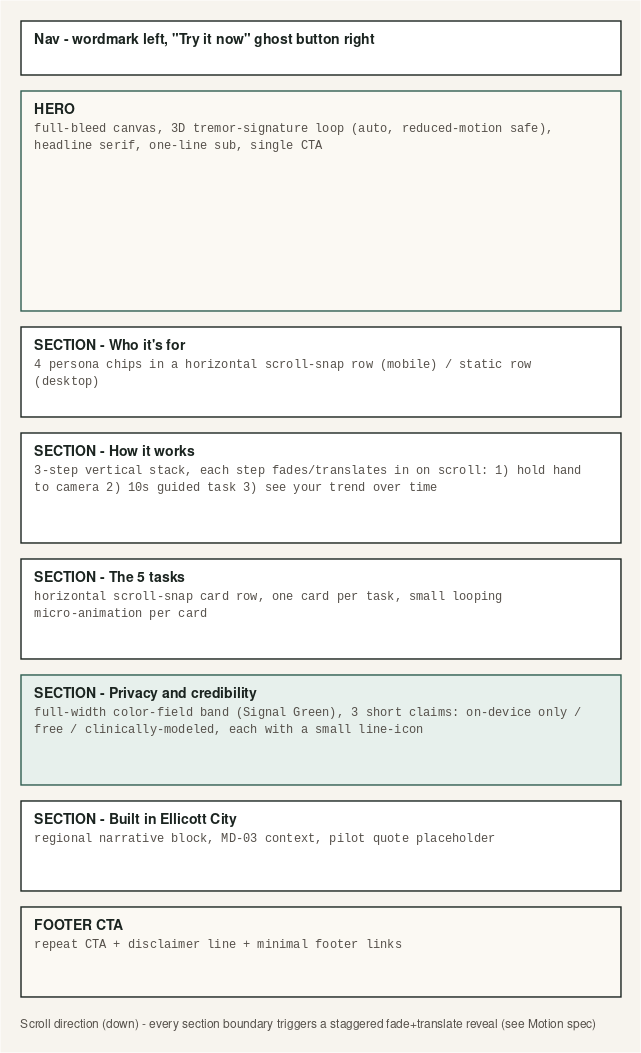 Nav - wordmark left, "Try it now" ghost button right
HERO
full-bleed canvas, 3D tremor-signature loop (auto, reduced-motion safe),
headline serif, one-line sub, single CTA
SECTION - Who it's for
4 persona chips in a horizontal scroll-snap row (mobile) / static row
(desktop)
SECTION - How it works
3-step vertical stack, each step fades/translates in on scroll: 1) hold hand
to camera 2) 10s guided task 3) see your trend over time
SECTION - The 5 tasks
horizontal scroll-snap card row, one card per task, small looping
micro-animation per card
SECTION - Privacy and credibility
full-width color-field band (Signal Green), 3 short claims: on-device only /
free / clinically-modeled, each with a small line-icon
SECTION - Built in Ellicott City
regional narrative block, MD-03 context, pilot quote placeholder
FOOTER CTA
repeat CTA + disclaimer line + minimal footer links
Scroll direction (down) - every section boundary triggers a staggered fade+translate reveal (see Motion spec)